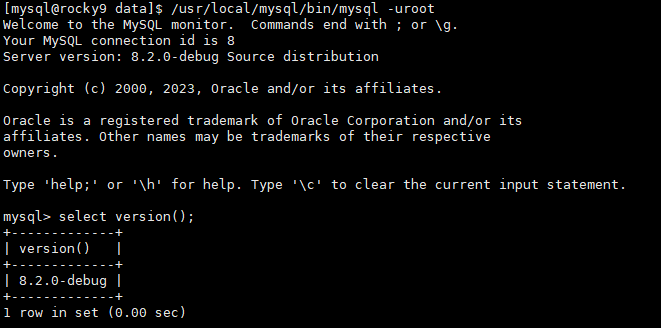 [mysql@rocky9 data]$ /usr/local/mysql/bin/mysql -uroot
Welcome to the MySQL monitor.  Commands end with ; or \g.
Your MySQL connection id is 8
Server version: 8.2.0-debug Source distribution

Copyright (c) 2000, 2023, Oracle and/or its affiliates.

Oracle is a registered trademark of Oracle Corporation and/or its
affiliates. Other names may be trademarks of their respective
owners.

Type 'help;' or '\h' for help. Type '\c' to clear the current input statement.

mysql> select version();
+-------------+
| version()   |
+-------------+
| 8.2.0-debug |
+-------------+
1 row in set (0.00 sec)